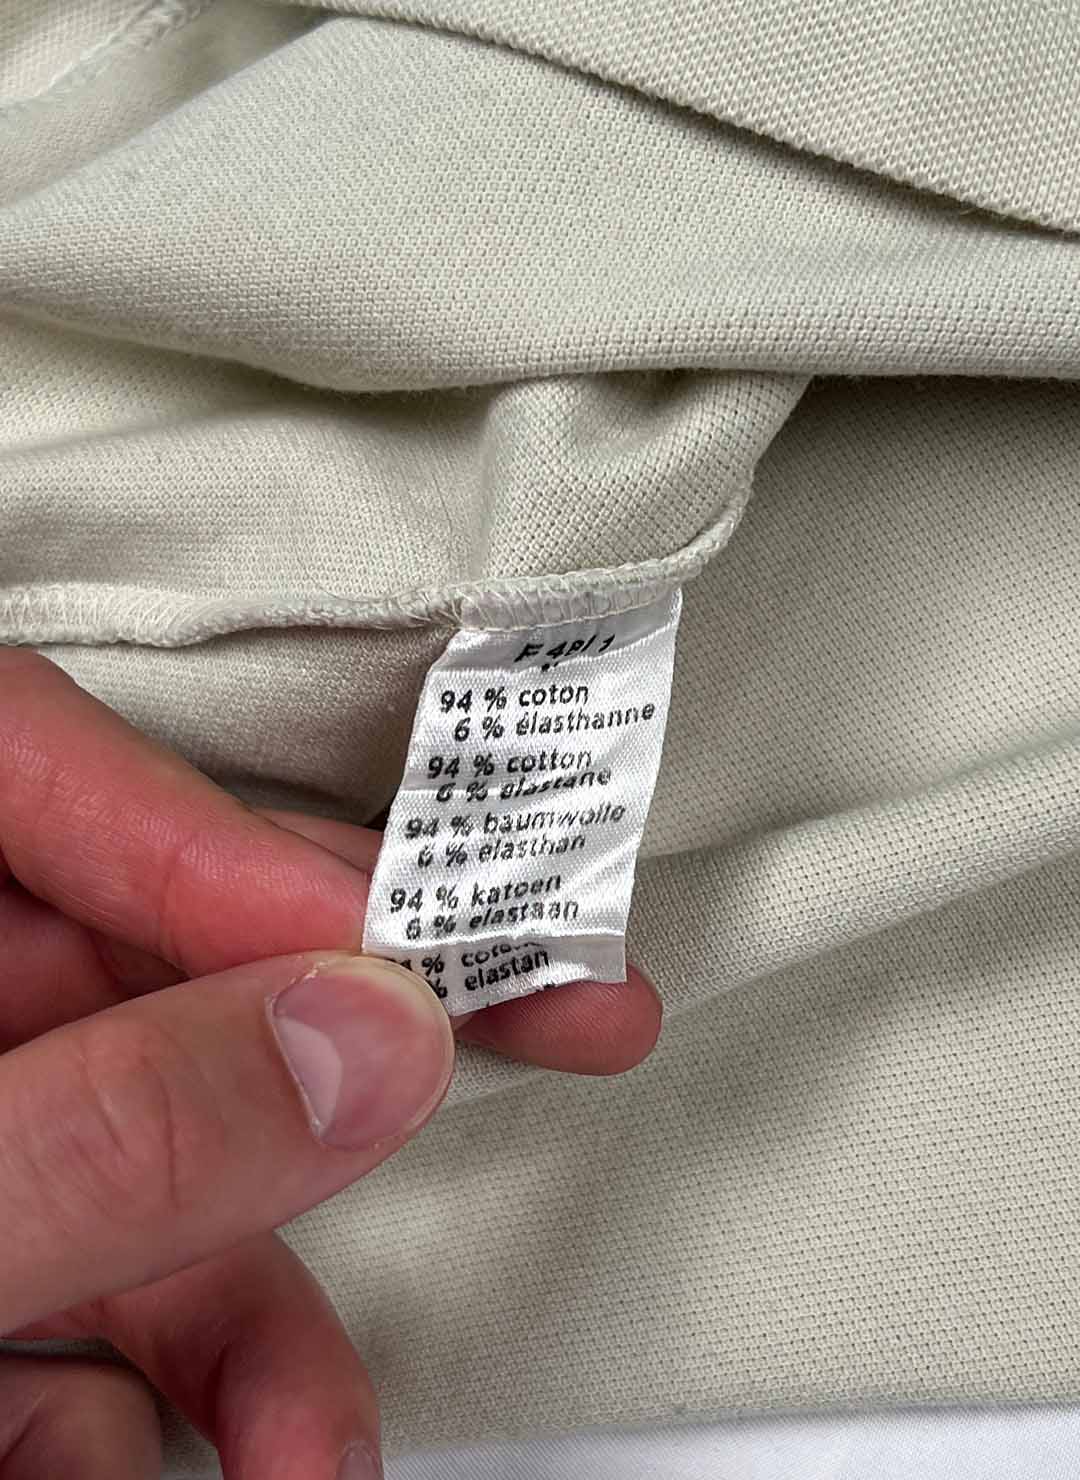 94 % coton
6 % élasthanne
94 % cotton
6 % elastane
94 % baumwolle
6 % elasthan
94 % katoen
6 % elastaan
%
% elastan